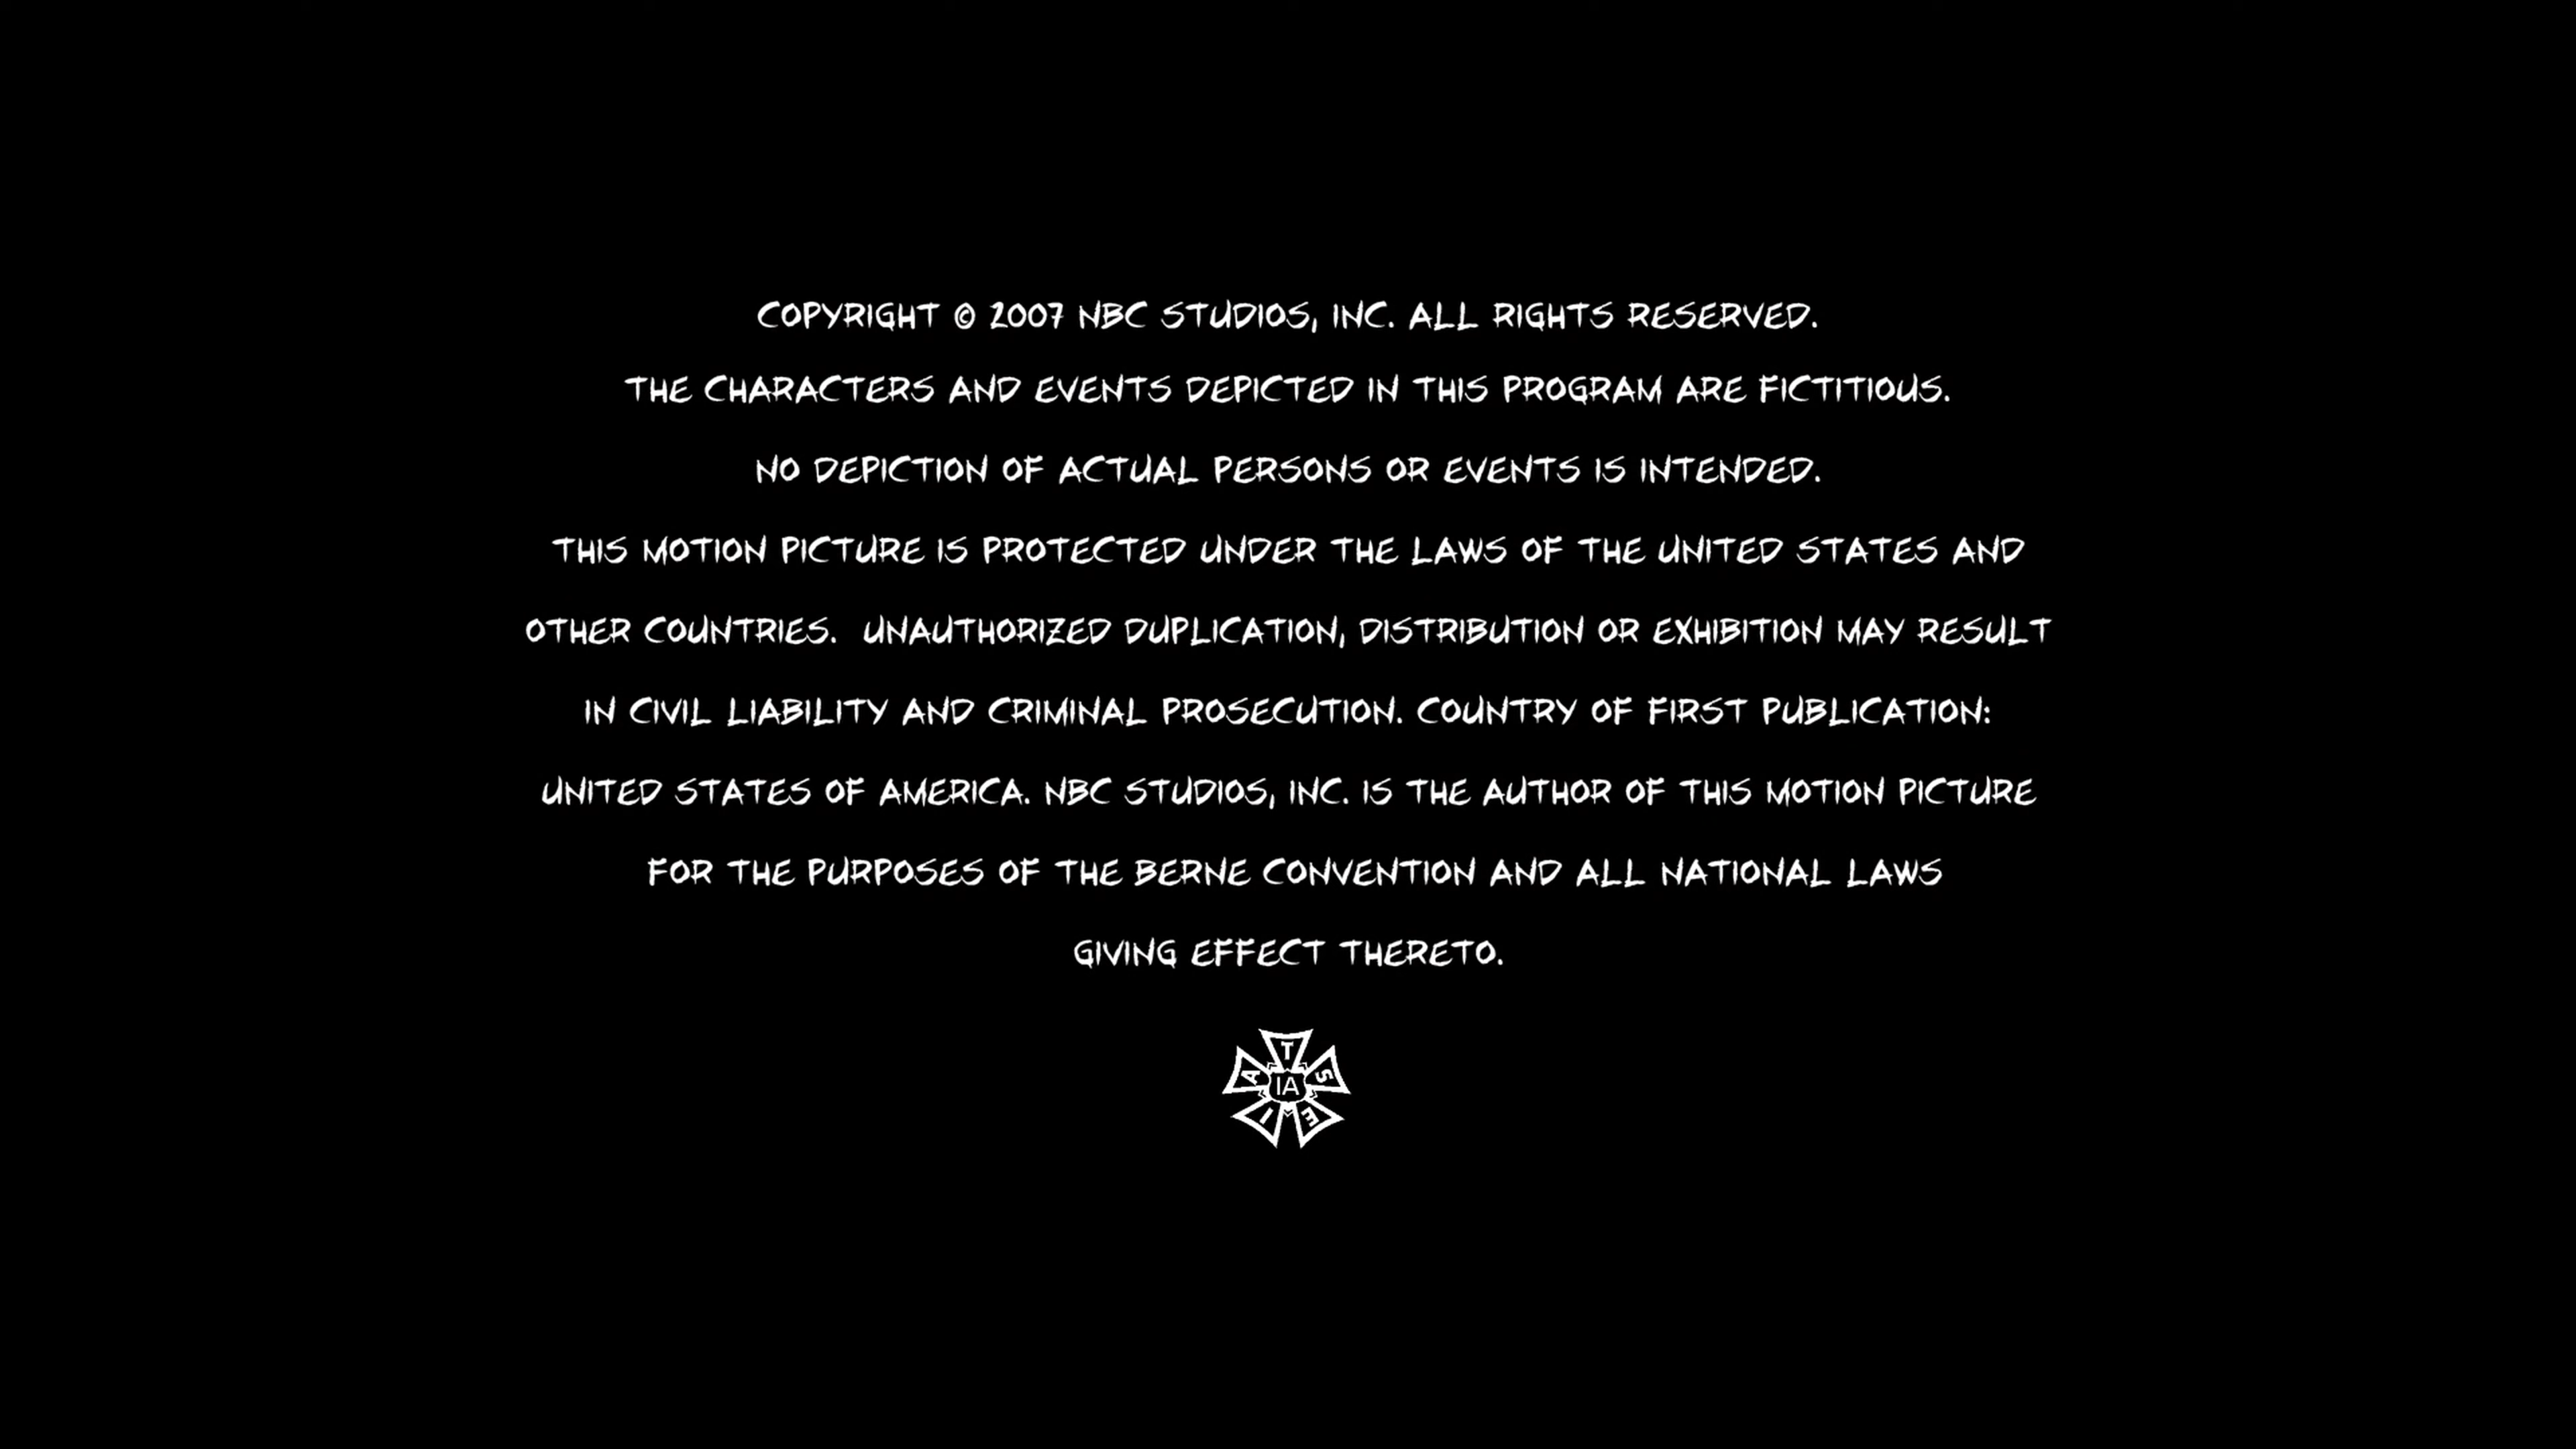 COPYRIGHT © 2007 NBC STUDIOS, INC. ALL RIGHTS RESERVED.
THE CHARACTERS AND EVENTS DEPICTED IN THIS PROGRAM ARE FICTITIOUS.
NO DEPICTION OF ACTUAL PERSONS OR EVENTS IS INTENDED.
THIS MOTION PICTURE IS PROTECTED UNDER THE LAWS OF THE UNITED STATES AND
OTHER COUNTRIES.  UNAUTHORIZED DUPLICATION, DISTRIBUTION OR EXHIBITION MAY RESULT
IN CIVIL LIABILITY AND CRIMINAL PROSECUTION. COUNTRY OF FIRST PUBLICATION:
UNITED STATES OF AMERICA. NBC STUDIOS, INC. IS THE AUTHOR OF THIS MOTION PICTURE
FOR THE PURPOSES OF THE BERNE CONVENTION AND ALL NATIONAL LAWS
GIVING EFFECT THERETO.
IATSE
IA